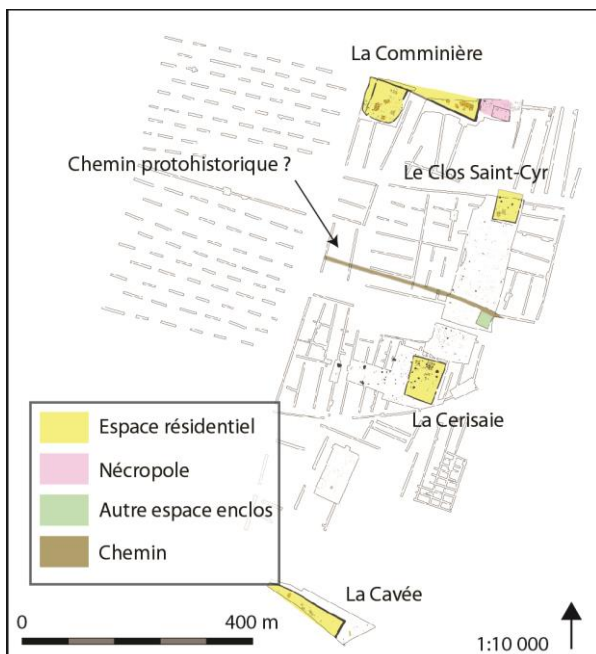 La Comminière
Chemin protohistorique ?
Le Clos Saint-Cyr
La Cerisaie
Espace résidentiel
Nécropole
Autre espace enclos
Chemin
La Cavée
0
400 m
1:10 000